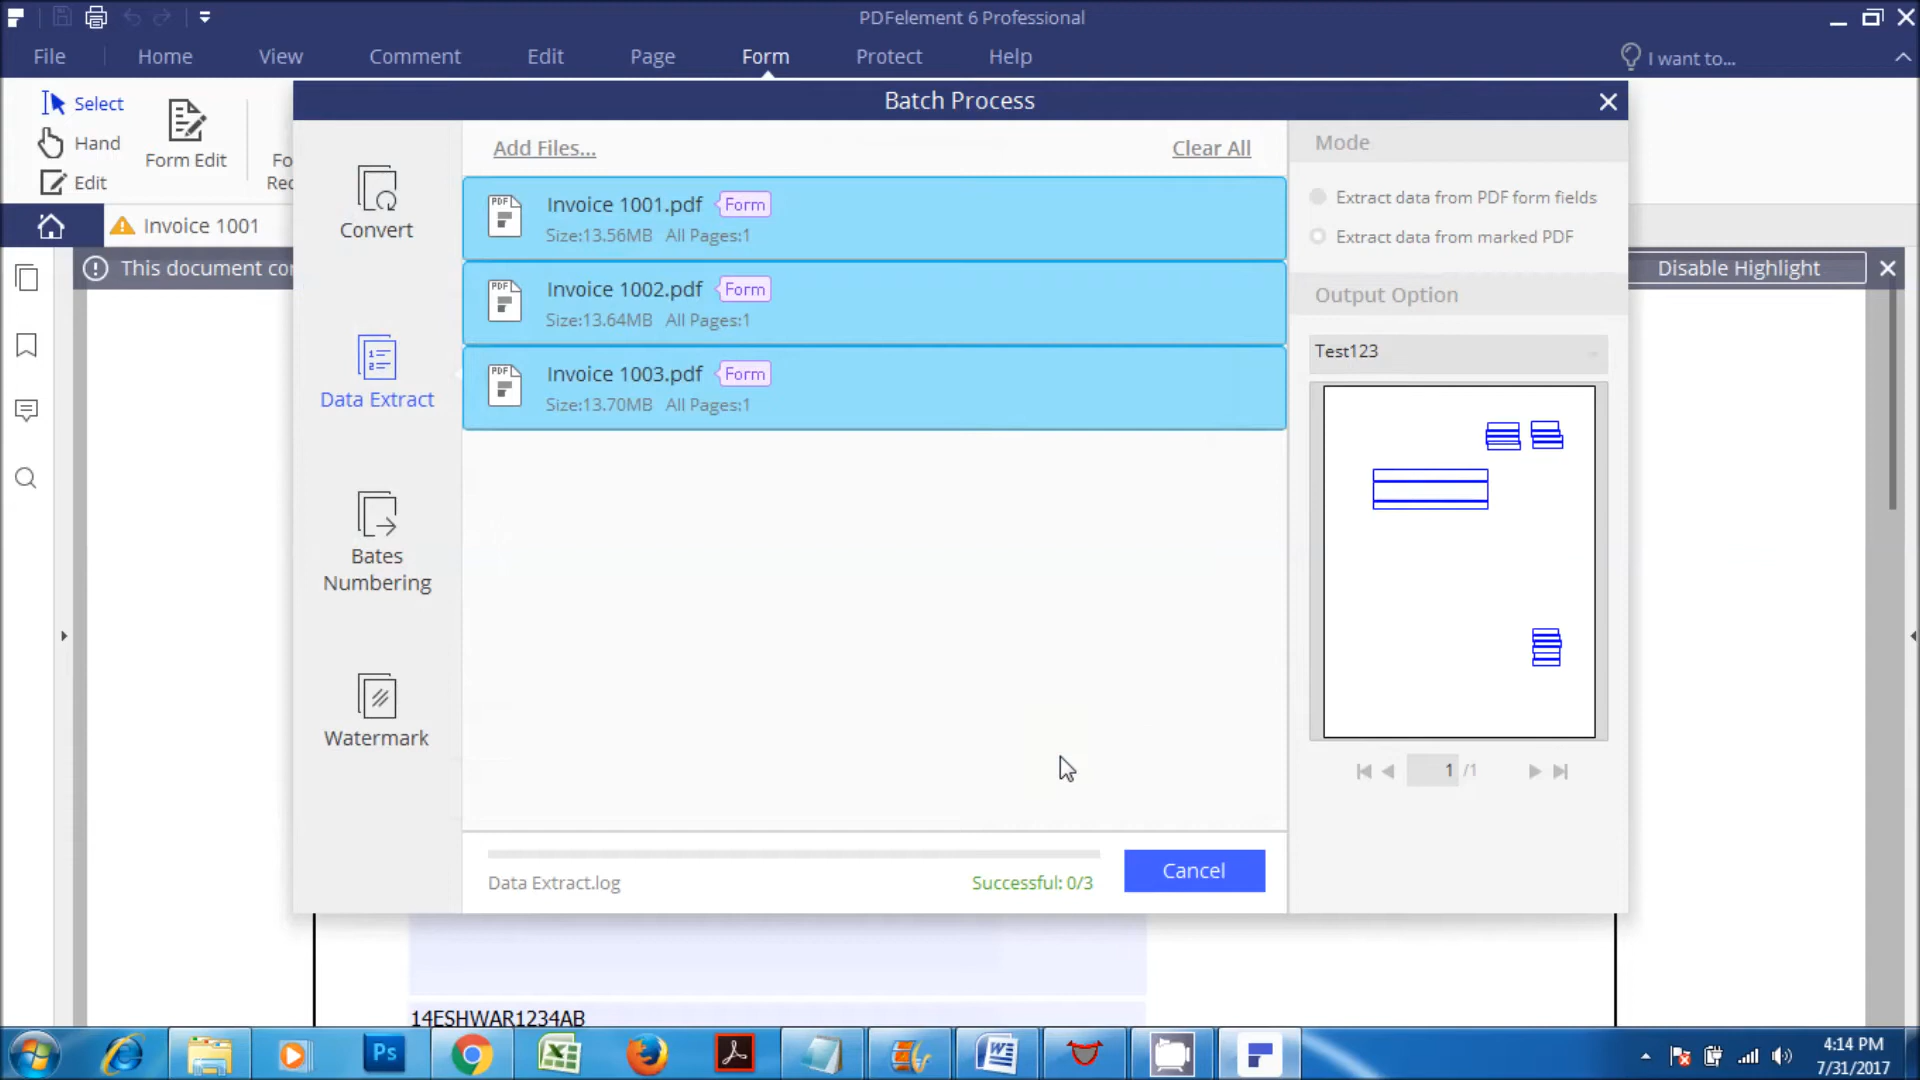 PDFelement 6 Professional
File
Home
View
Comment
Edit
Page
Form
Protect
Help
I want to...
Select
Hand
Edit
Form Edit
Fo
Rec
Invoice 1001
This document con
Disable Highlight
Batch Process
Convert
Data Extract
Bates
Numbering
Watermark
Add Files...
Clear All
PDF
Invoice 1001.pdf
Form
Size:13.56MB All Pages:1
PDF
Invoice 1002.pdf
Form
Size:13.64MB All Pages:1
PDF
Invoice 1003.pdf
Form
Size:13.70MB All Pages:1
Mode
Extract data from PDF form fields
Extract data from marked PDF
Output Option
Test123
1 /1
Data Extract.log
Successful: 0/3
Cancel
14ESHWAR1234AB
Ps
4:14 PM
7/31/2017